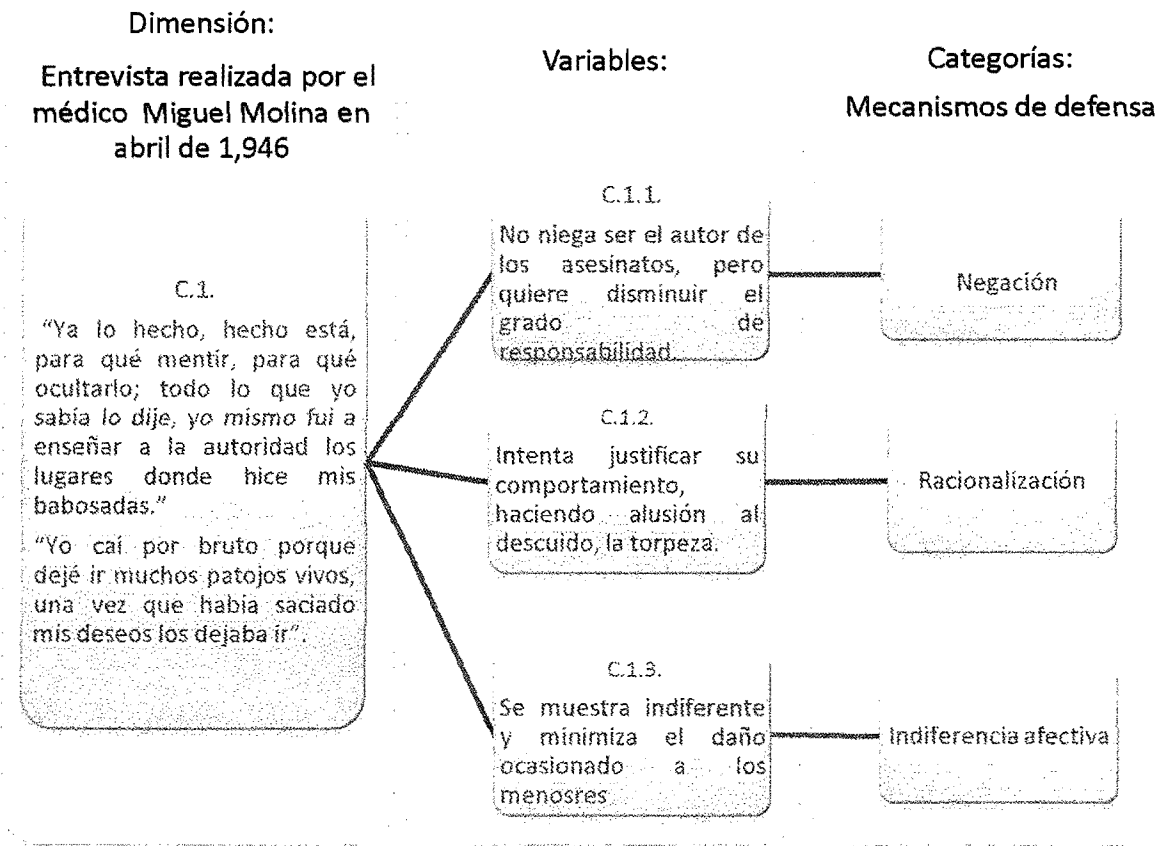 Dimensión:
Entrevista realizada por el
médico Miguel Molina en
abril de 1,946
Variables:
Categorías:
Mecanismos de defensa
C.1.
“Ya lo hecho, hecho está,
para qué mentir, para qué
ocultarlo; todo lo que yo
sabía lo dije, yo mismo fui a
enseñar a la autoridad los
lugares donde hice mis
babosadas.”
“Yo caí por bruto porque
dejé ir muchos patojos vivos,
una vez que había saciado
mis deseos los dejaba ir”.
C.1.1.
No niega ser el autor de
los asesinatos, pero
quiere disminuir el
grado de
responsabilidad.
Negación
C.1.2.
Intenta justificar su
comportamiento,
haciendo alusión al
descuido, la torpeza.
Racionalización
C.1.3.
Se muestra indiferente
y minimiza el daño
ocasionado a los
menosres
Indiferencia afectiva